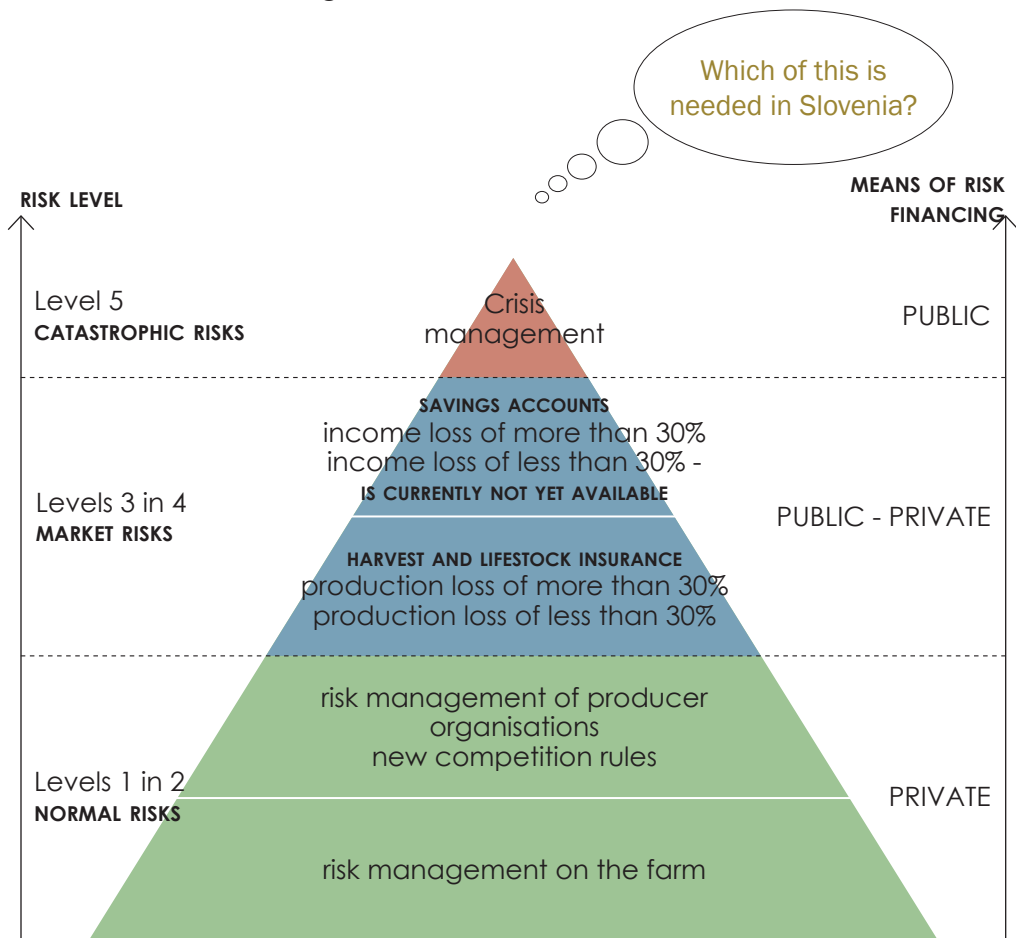 Which of this is
needed in Slovenia?
RISK LEVEL
MEANS OF RISK
FINANCING
Level 5
CATASTROPHIC RISKS
Crisis
management
PUBLIC
SAVINGS ACCOUNTS
income loss of more than 30%
income loss of less than 30% -
IS CURRENTLY NOT YET AVAILABLE
Levels 3 in 4
MARKET RISKS
PUBLIC - PRIVATE
HARVEST AND LIFESTOCK INSURANCE
production loss of more than 30%
production loss of less than 30%
risk management of producer
organisations
new competition rules
Levels 1 in 2
NORMAL RISKS
PRIVATE
risk management on the farm